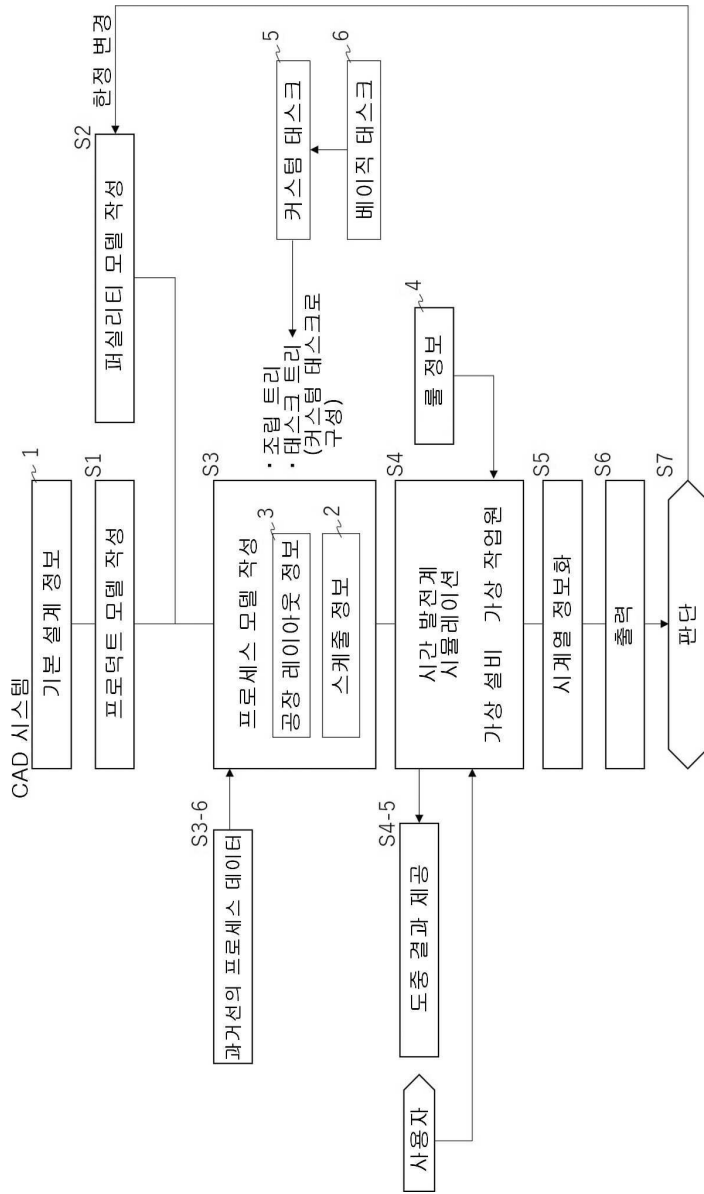 CAD 시스템
1
기본 설계 정보
S1
프로덕트 모델 작성
S2
한정 변경
퍼실리티 모델 작성
S3
프로세스 모델 작성
3
공장 레이아웃 정보
2
스케줄 정보
· 조립 트리
· 태스크 트리
(커스텀 태스크로
구성)
5
커스텀 태스크
6
베이직 태스크
S3-6
과거선의 프로세스 데이터
S4
시간 발전계
시뮬레이션
가상 설비 가상 작업원
4
룰 정보
S4-5
도중 결과 제공
사용자
S5
시계열 정보화
S6
출력
S7
판단